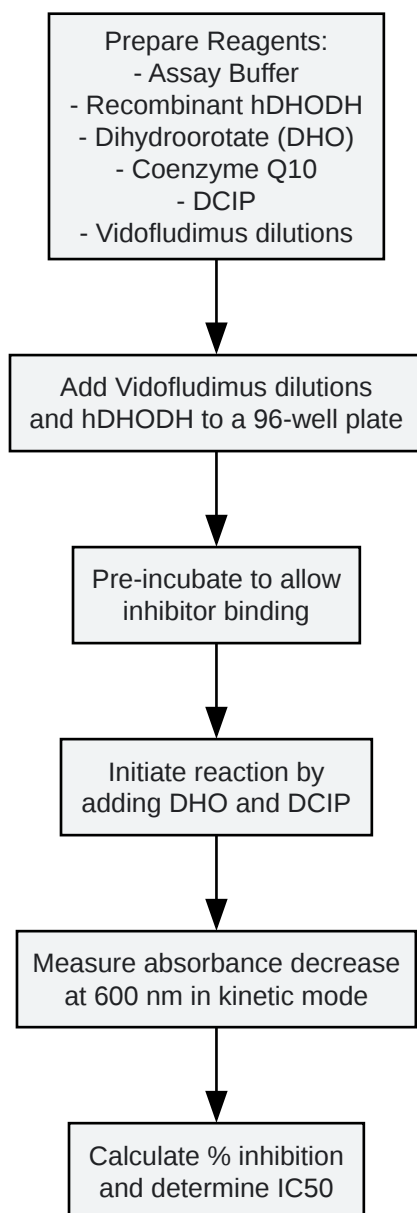 Prepare Reagents:
- Assay Buffer
- Recombinant hDHODH
- Dihydroorotate (DHO)
- Coenzyme Q10
- DCIP
- Vidofludimus dilutions
Add Vidofludimus dilutions
and hDHODH to a 96-well plate
Pre-incubate to allow
inhibitor binding
Initiate reaction by
adding DHO and DCIP
Measure absorbance decrease
at 600 nm in kinetic mode
Calculate % inhibition
and determine IC50